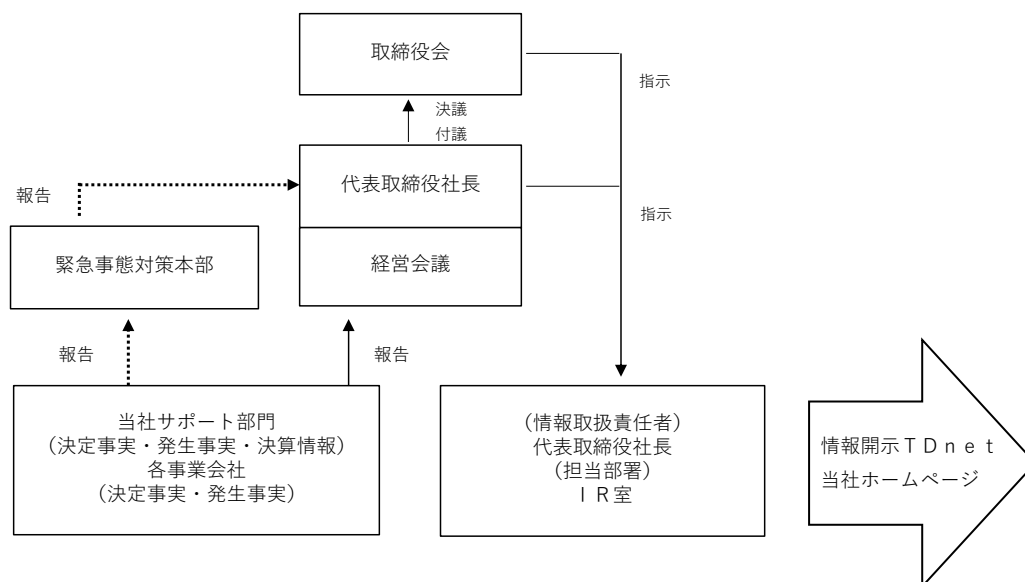 取締役会
指示
決議
付議
代表取締役社長
報告
指示
緊急事態対策本部
経営会議
報告
報告
当社サポート部門
(決定事実・発生事実・決算情報)
各事業会社
(決定事実・発生事実)
(情報取扱責任者)
代表取締役社長
(担当部署)
ＩＲ室
情報開示ＴＤｎｅｔ
当社ホームページ